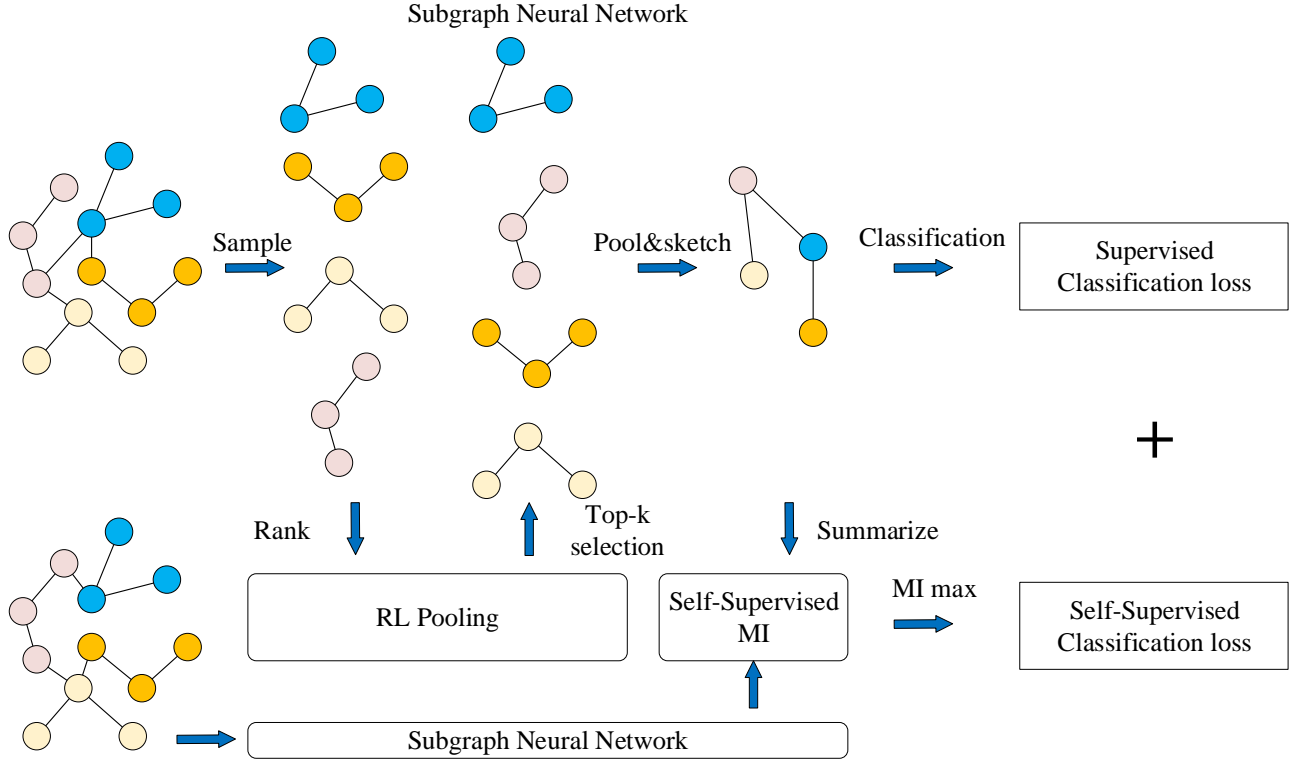 Subgraph Neural Network
Sample
Pool&sketch
Classification
Supervised
Classification loss
+
Rank
Top-k
selection
Summarize
RL Pooling
Self-Supervised
MI
MI max
Self-Supervised
Classification loss
Subgraph Neural Network